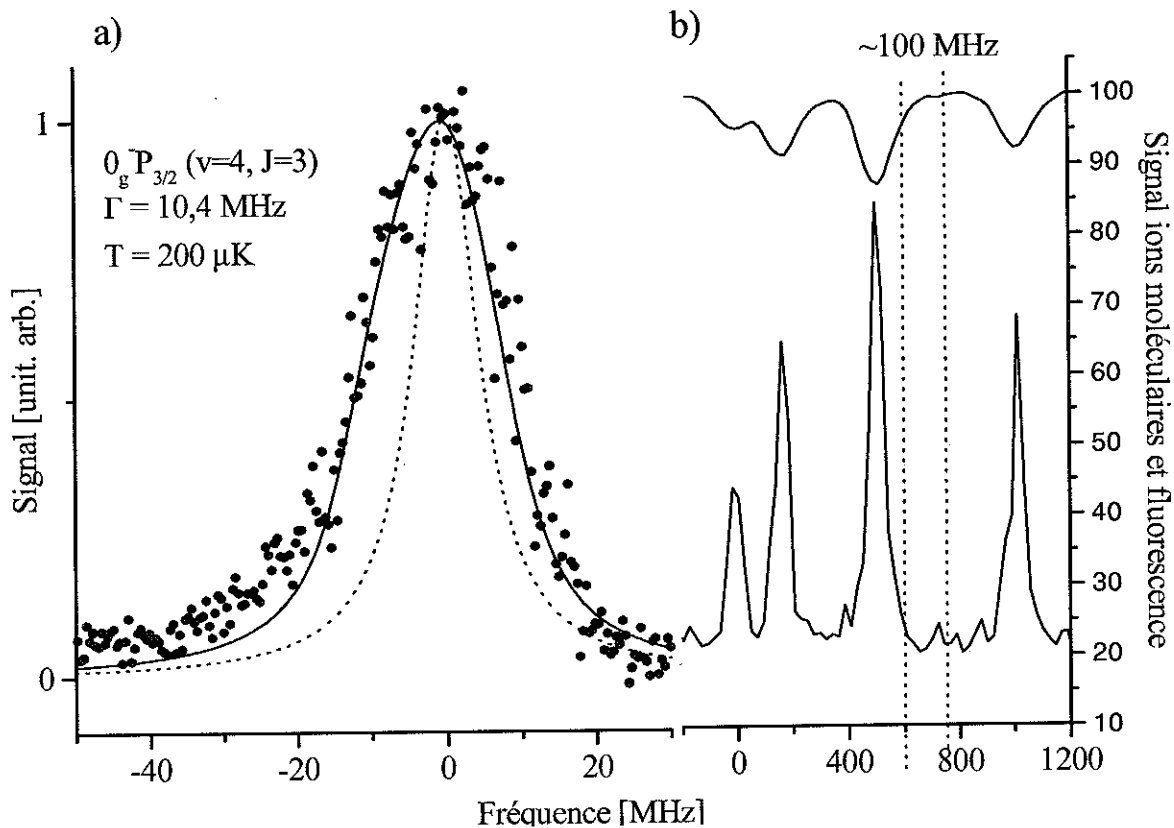 a)
b)
~100 MHz
0g⁻P3/2 (v=4, J=3)
Γ = 10,4 MHz
T = 200 μK
Signal [unit. arb.]
1
0
-40
-20
0
20
0
400
800
1200
Fréquence [MHz]
100
90
80
70
60
50
40
30
20
10
Signal ions moléculaires et fluorescence